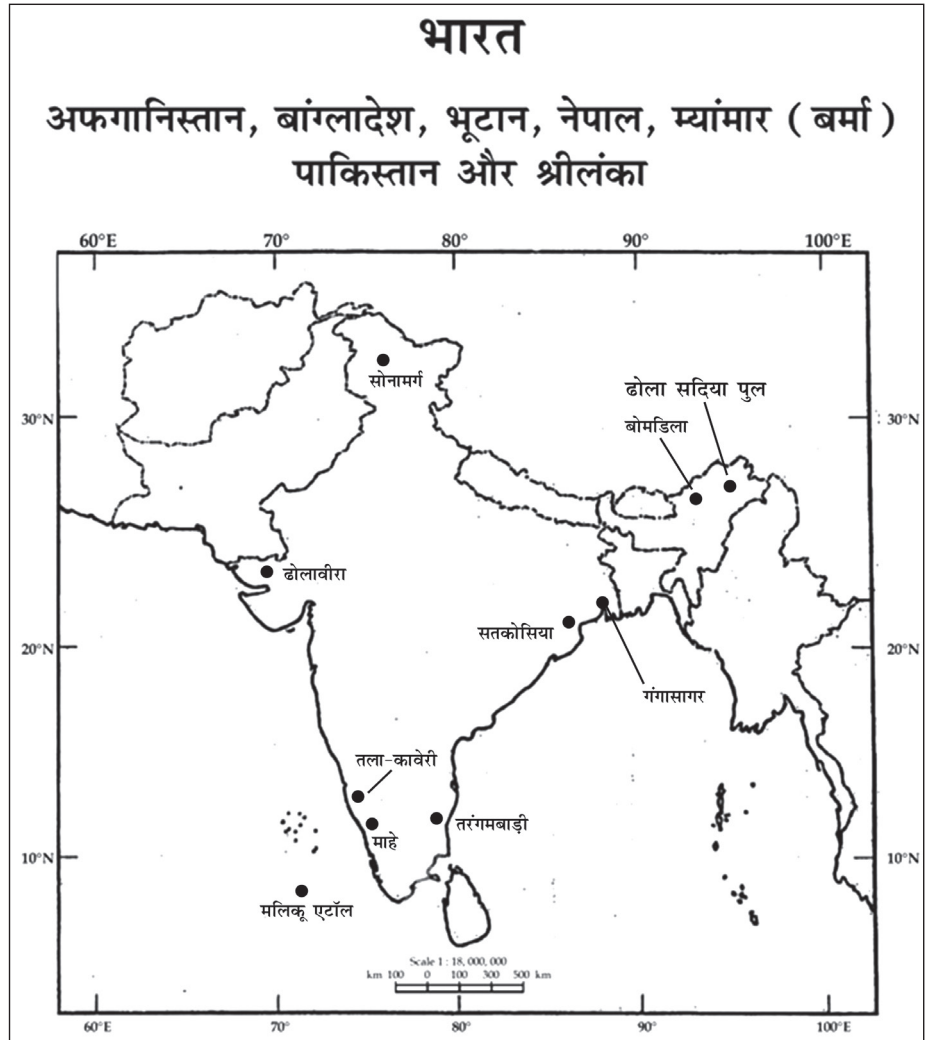 भारत
अफगानिस्तान, बांग्लादेश, भूटान, नेपाल, म्यांमार ( बर्मा )
पाकिस्तान और श्रीलंका
60°E 70° 80° 90° 100°E
सोनामर्ग
ढोला सदिया पुल
बोमडिला
30°N 30°N
ढोलावीरा
सतकोसिया
20°N 20°N
गंगासागर
तला-कावेरी
तरंगमबाड़ी
माहे
10°N 10°N
मलिकू एटॉल
Scale 1 : 18, 000, 000
km 100 0 100 300 500 km
60°E 70° 80° 90° 100°E